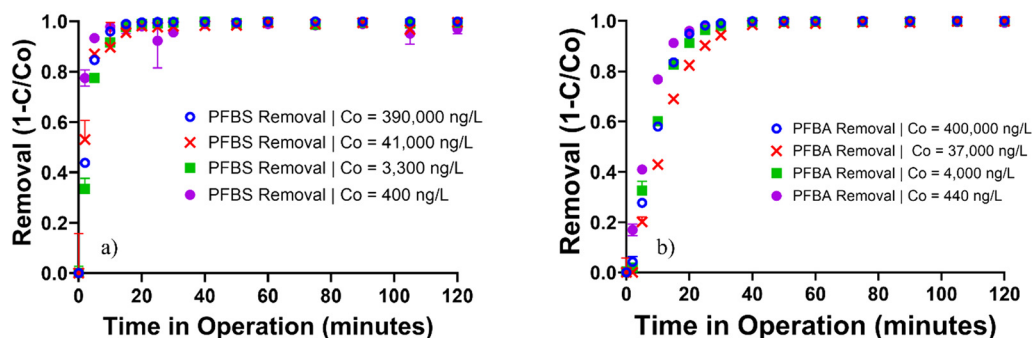 Removal (1-C/Co)
1.0
0.8
0.6
0.4
0.2
0.0
PFBS Removal | Co = 390,000 ng/L
PFBS Removal | Co = 41,000 ng/L
PFBS Removal | Co = 3,300 ng/L
PFBS Removal | Co = 400 ng/L
a)
0 20 40 60 80 100 120
Time in Operation (minutes)
Removal (1-C/Co)
1.0
0.8
0.6
0.4
0.2
0.0
PFBA Removal | Co = 400,000 ng/L
PFBA Removal | Co = 37,000 ng/L
PFBA Removal | Co = 4,000 ng/L
PFBA Removal | Co = 440 ng/L
b)
0 20 40 60 80 100 120
Time in Operation (minutes)